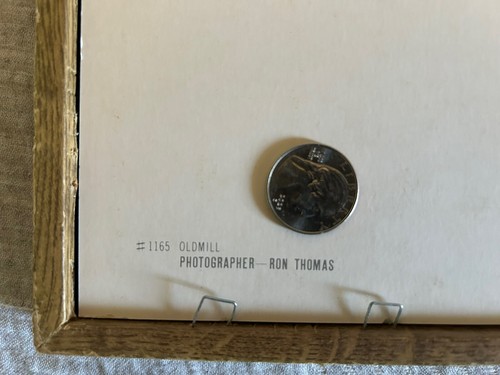 # 1165 OLDMILL
PHOTOGRAPHER—RON THOMAS